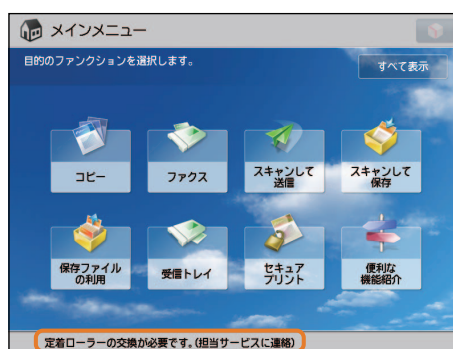 メインメニュー
目的のファンクションを選択します。
すべて表示
コピー
ファクス
スキャンして
送信
スキャンして
保存
保存ファイル
の利用
受信トレイ
セキュア
プリント
便利な
機能紹介
定着ローラーの交換が必要です。(担当サービスに連絡)